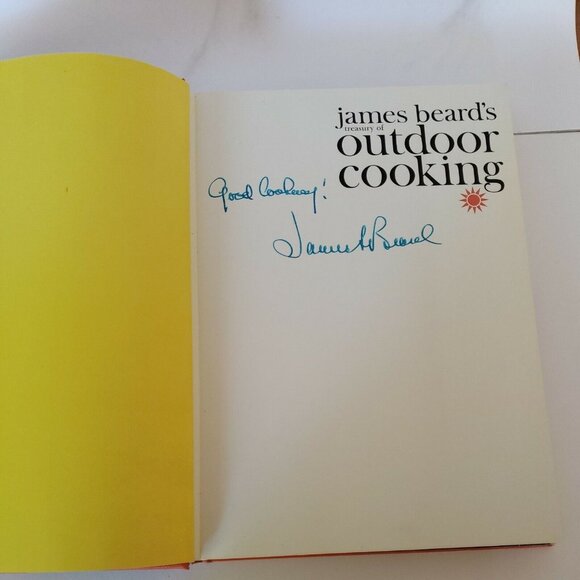 james beard's
treasury of
outdoor
cooking
Good Cooking!
James A Beard